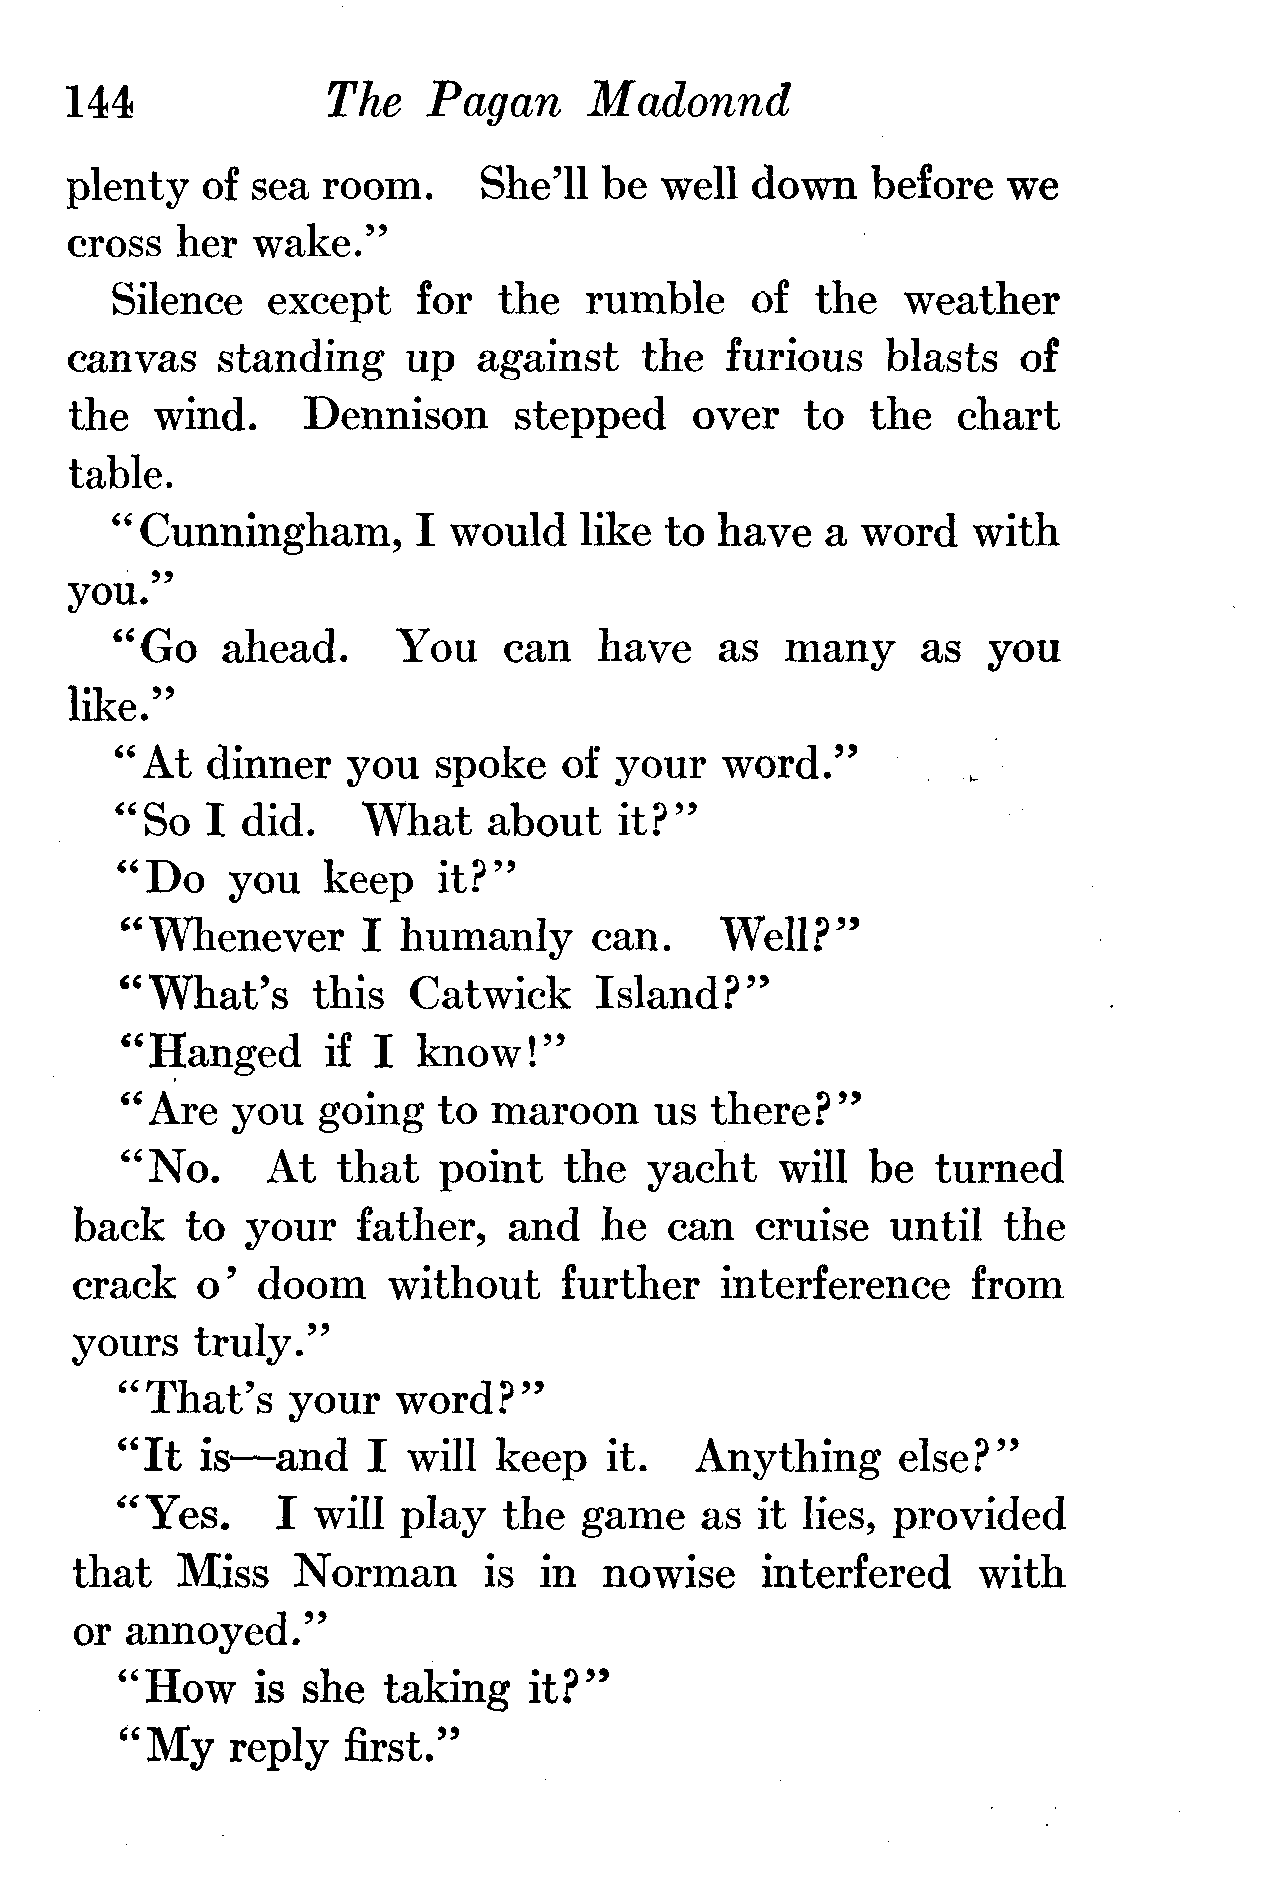 144 The Pagan Madonnd
plenty of sea room. She'll be well down before we
cross her wake."
Silence except for the rumble of the weather
canvas standing up against the furious blasts of
the wind. Dennison stepped over to the chart
table.
"Cunningham, I would like to have a word with
you."
"Go ahead. You can have as many as you
like."
"At dinner you spoke of your word."
"So I did. What about it?"
"Do you keep it?"
"Whenever I humanly can. Well?"
"What's this Catwick Island?"
"Hanged if I know!"
"Are you going to maroon us there?"
"No. At that point the yacht will be turned
back to your father, and he can cruise until the
crack o' doom without further interference from
yours truly."
"That's your word?"
"It is—and I will keep it. Anything else?"
"Yes. I will play the game as it lies, provided
that Miss Norman is in nowise interfered with
or annoyed."
"How is she taking it?"
"My reply first."